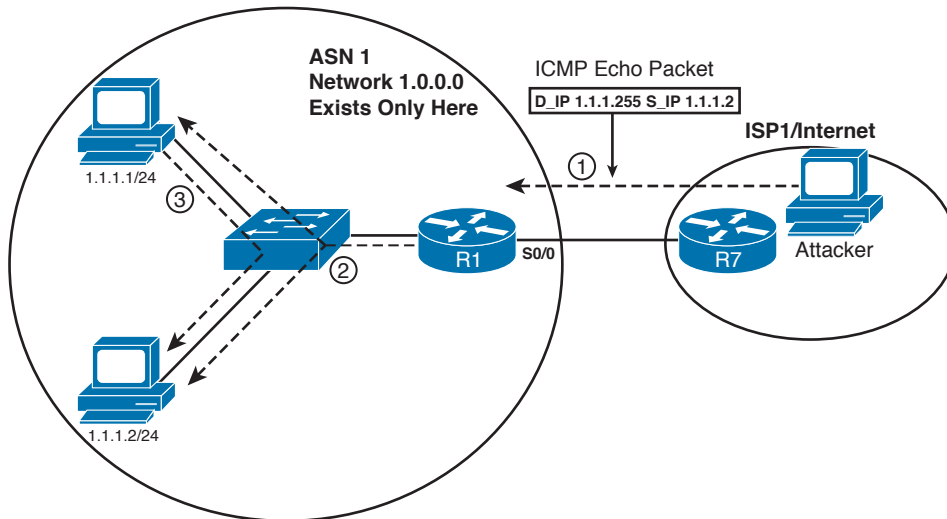 ASN 1
Network 1.0.0.0
Exists Only Here
ICMP Echo Packet
D_IP 1.1.1.255 S_IP 1.1.1.2
ISP1/Internet
1
1.1.1.1/24
3
2
R1
S0/0
R7
Attacker
1.1.1.2/24